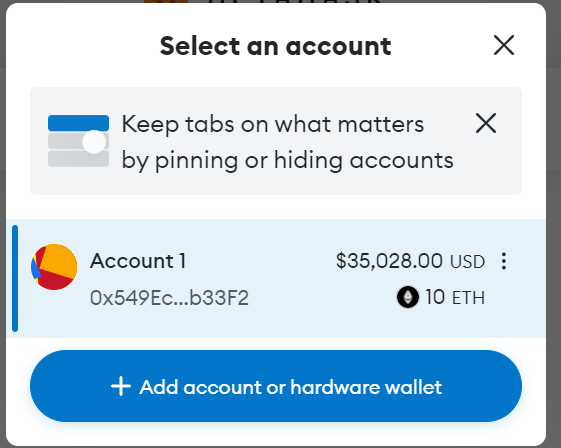 Select an account
Keep tabs on what matters
by pinning or hiding accounts
Account 1
$35,028.00 USD
0x549Ec...b33F2
10 ETH
+ Add account or hardware wallet